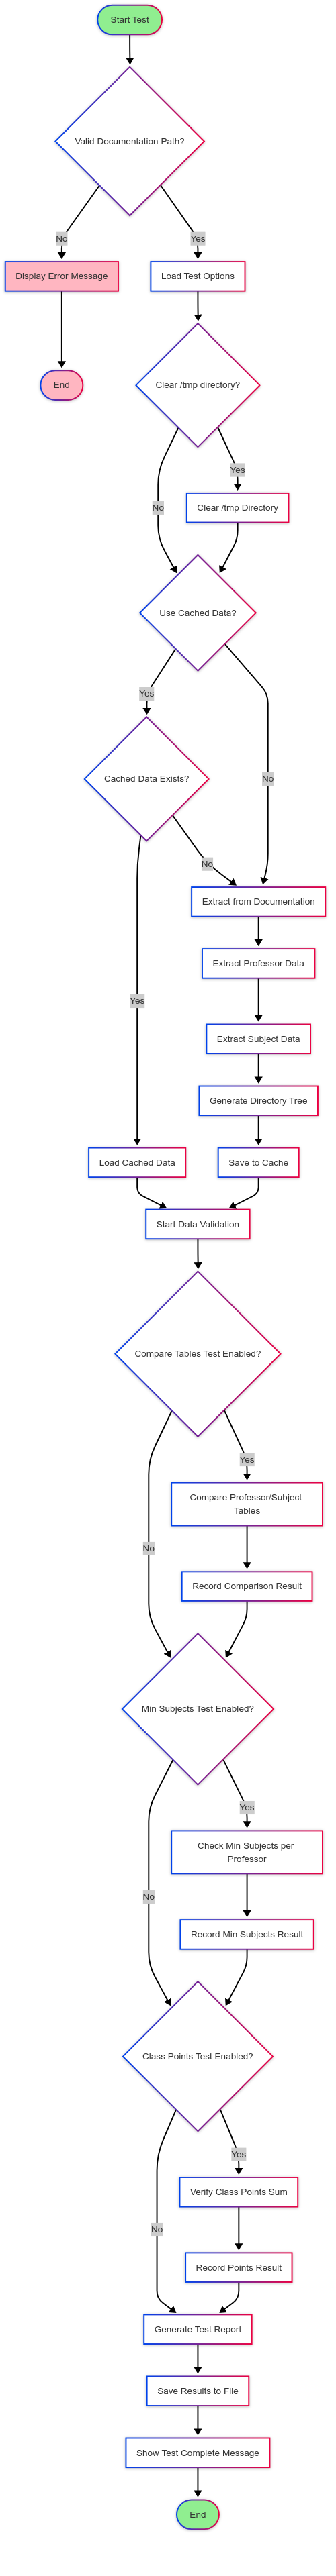 Start Test
Valid Documentation Path?
No
Yes
Display Error Message
Load Test Options
End
Clear /tmp directory?
Yes
No
Clear /tmp Directory
Use Cached Data?
Yes
Cached Data Exists?
No
No
Extract from Documentation
Extract Professor Data
Yes
Extract Subject Data
Generate Directory Tree
Load Cached Data
Save to Cache
Start Data Validation
Compare Tables Test Enabled?
Yes
Compare Professor/Subject
Tables
No
Record Comparison Result
Min Subjects Test Enabled?
Yes
Check Min Subjects per
Professor
No
Record Min Subjects Result
Class Points Test Enabled?
Yes
Verify Class Points Sum
No
Record Points Result
Generate Test Report
Save Results to File
Show Test Complete Message
End